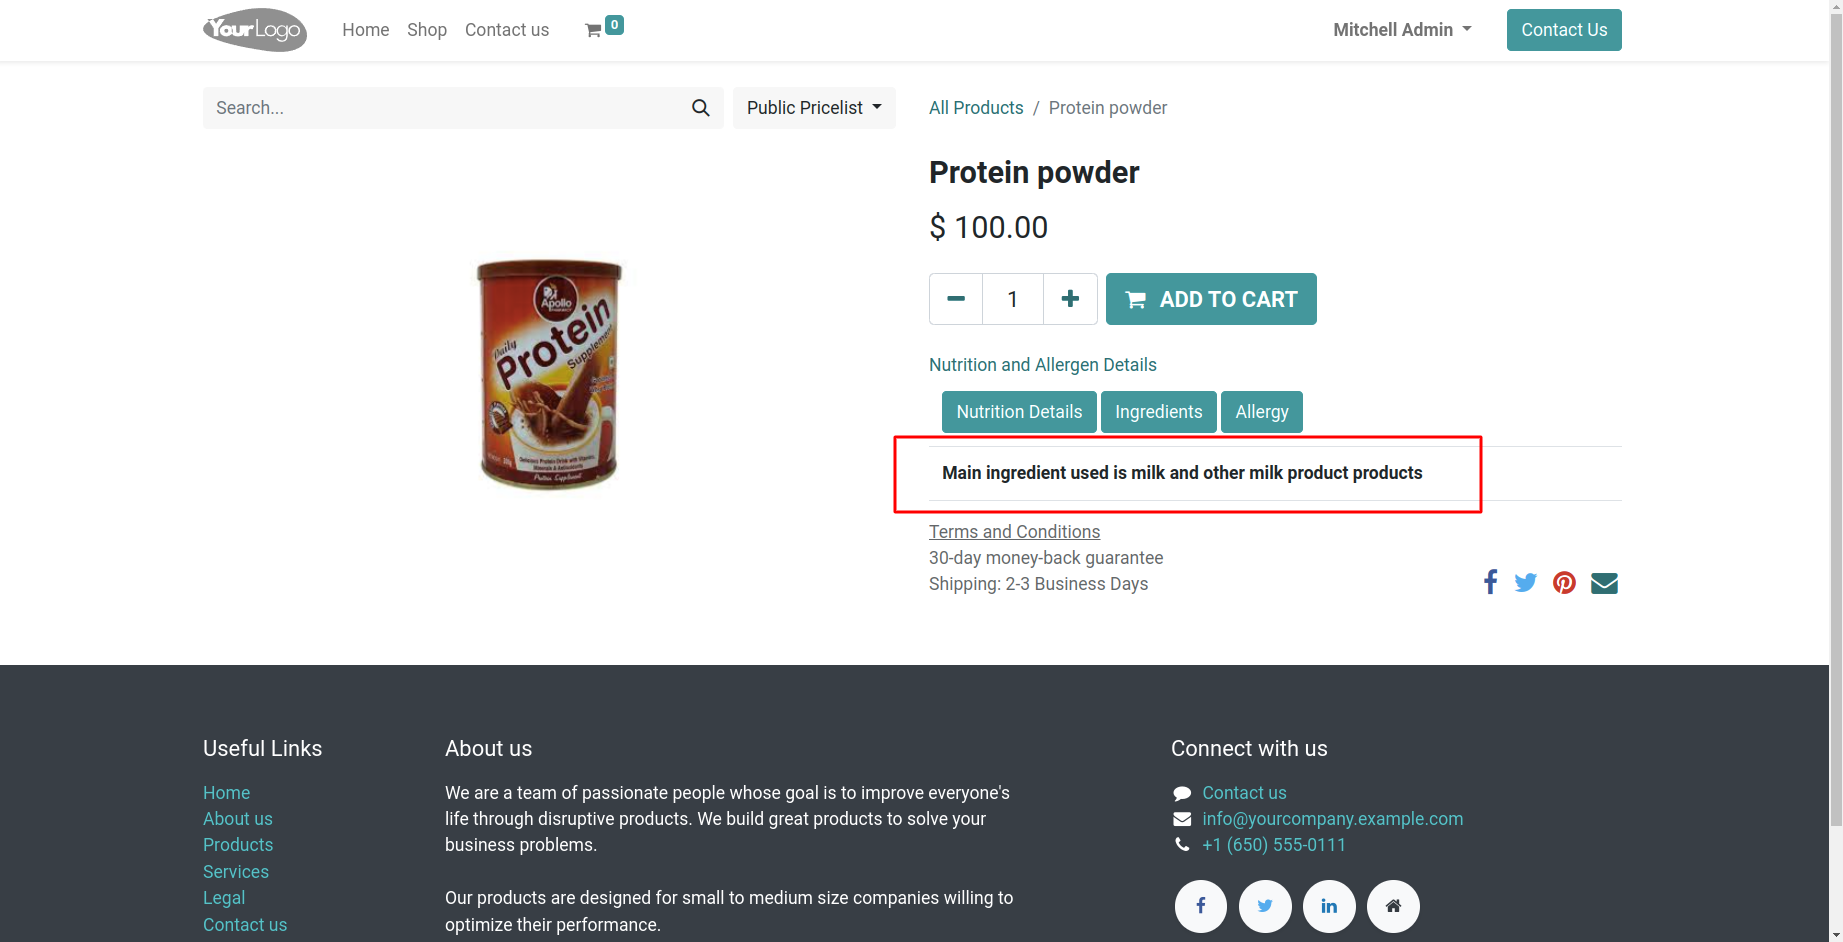 YourLogo
Home Shop Contact us 0 Mitchell Admin Contact Us
Search... Public Pricelist All Products / Protein powder
Protein powder
$ 100.00
1 ADD TO CART
Nutrition and Allergen Details
Nutrition Details Ingredients Allergy
Main ingredient used is milk and other milk product products
Terms and Conditions
30-day money-back guarantee
Shipping: 2-3 Business Days
Apollo
Daily
Protein
Supplement
Useful Links
Home
About us
Products
Services
Legal
Contact us
About us
We are a team of passionate people whose goal is to improve everyone's
life through disruptive products. We build great products to solve your
business problems.
Our products are designed for small to medium size companies willing to
optimize their performance.
Connect with us
Contact us
info@yourcompany.example.com
+1 (650) 555-0111